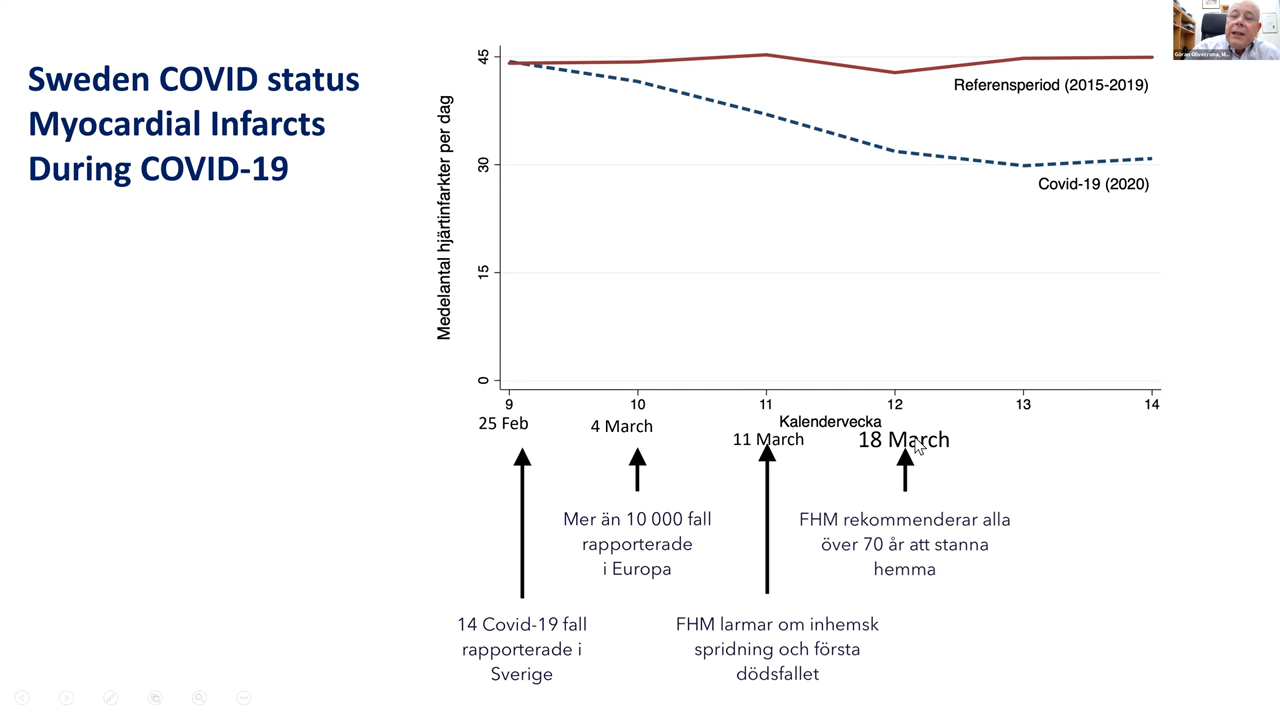 Sweden COVID status
Myocardial Infarcts
During COVID-19
Göran Olivecrona, M...
Medelantal hjärtinfarkter per dag
45
30
15
0
Referensperiod (2015-2019)
Covid-19 (2020)
9
10
11
12
13
14
Kalendervecka
25 Feb
4 March
11 March
18 March
Mer än 10 000 fall
rapporterade
i Europa
FHM rekommenderar alla
över 70 år att stanna
hemma
14 Covid-19 fall
rapporterade i
Sverige
FHM larmar om inhemsk
spridning och första
dödsfallet